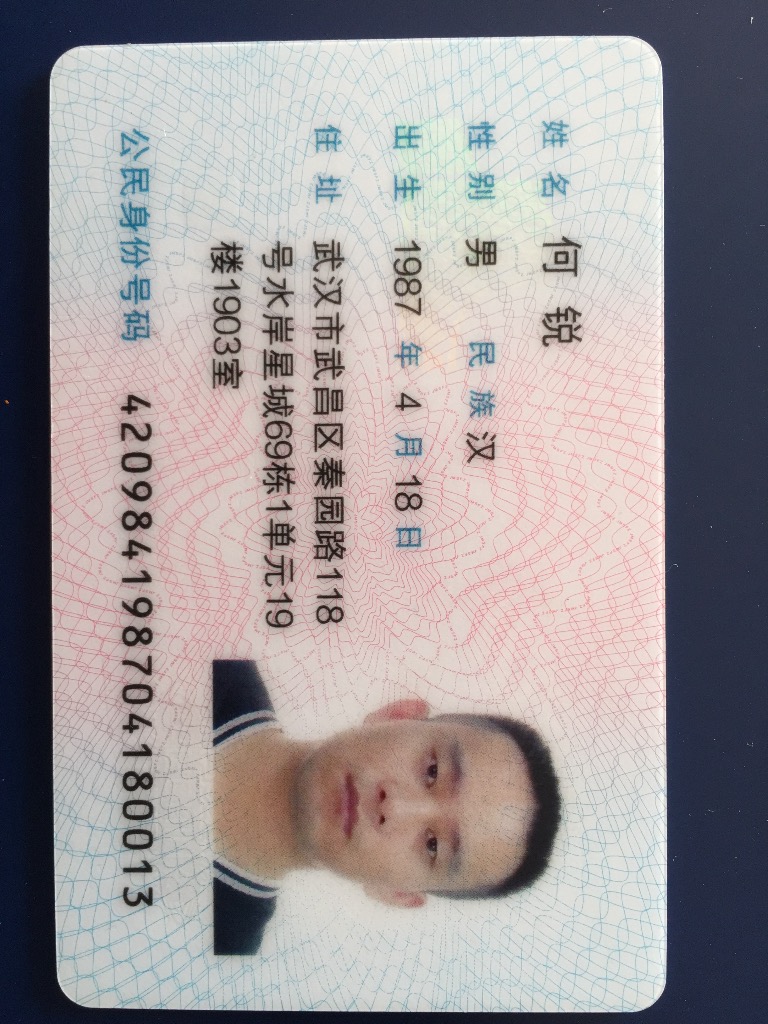 姓名 何锐
性别 男 民族 汉
出生 1987 年 4 月 18 日
住址 武汉市武昌区秦园路118
号水岸星城69栋1单元19
楼1903室
公民身份号码 420984198704180013